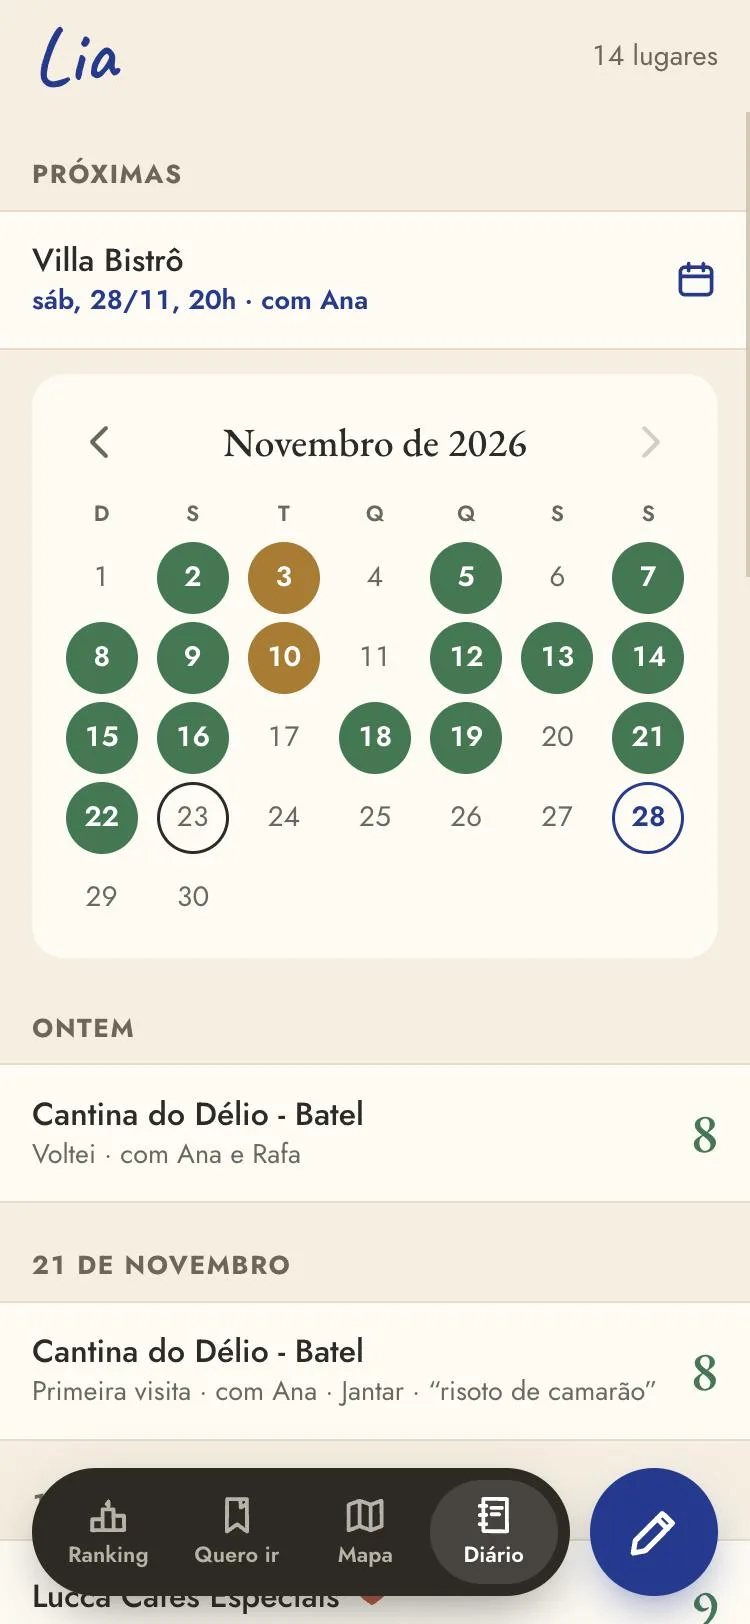 Lia
14 lugares
PRÓXIMAS
Villa Bistrô
sáb, 28/11, 20h · com Ana
Novembro de 2026
D S T Q Q S S
1 2 3 4 5 6 7
8 9 10 11 12 13 14
15 16 17 18 19 20 21
22 23 24 25 26 27 28
29 30
ONTEM
Cantina do Délio - Batel
8
Voltei · com Ana e Rafa
21 DE NOVEMBRO
Cantina do Délio - Batel
8
Primeira visita · com Ana · Jantar · “risoto de camarão”
Ranking
Quero ir
Mapa
Diário
Lucca Cafés Especiais
9